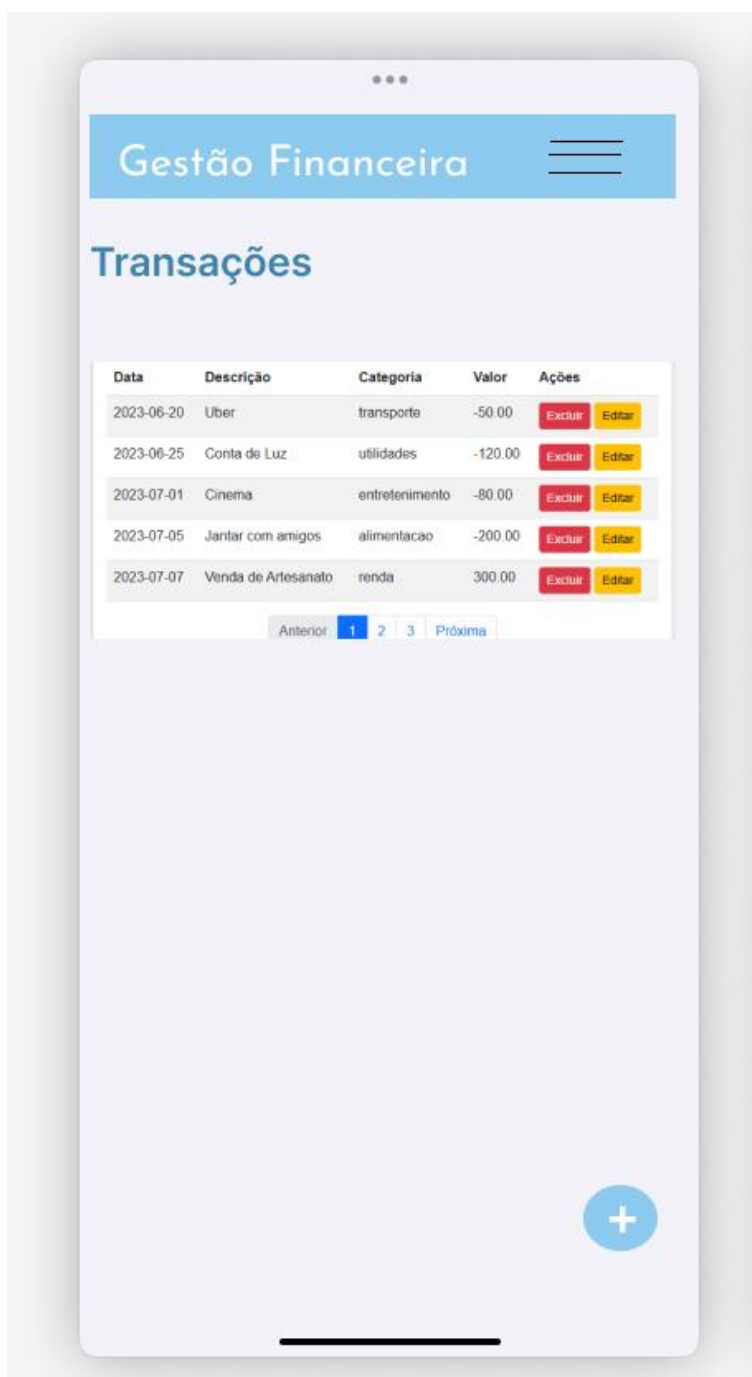 Gestão Financeira
Transações
Data Descrição Categoria Valor Ações
2023-06-20 Uber transporte -50.00 Excluir Editar
2023-06-25 Conta de Luz utilidades -120.00 Excluir Editar
2023-07-01 Cinema entretenimento -80.00 Excluir Editar
2023-07-05 Jantar com amigos alimentacao -200.00 Excluir Editar
2023-07-07 Venda de Artesanato renda 300.00 Excluir Editar
Anterior 1 2 3 Próxima
+